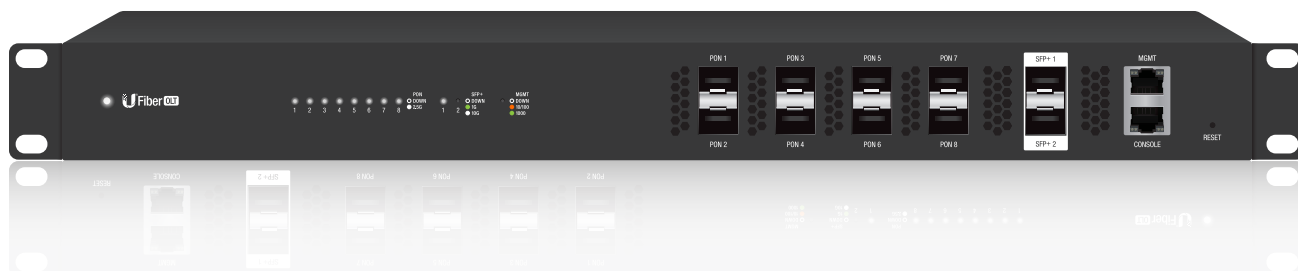 U Fiber OLT
1 2 3 4 5 6 7 8
PON
DOWN
2.5G
1 2
SFP+
DOWN
1G
10G
MGMT
DOWN
10/100
1000
PON 1 PON 3 PON 5 PON 7 SFP+ 1 MGMT
PON 2 PON 4 PON 6 PON 8 SFP+ 2 CONSOLE
RESET